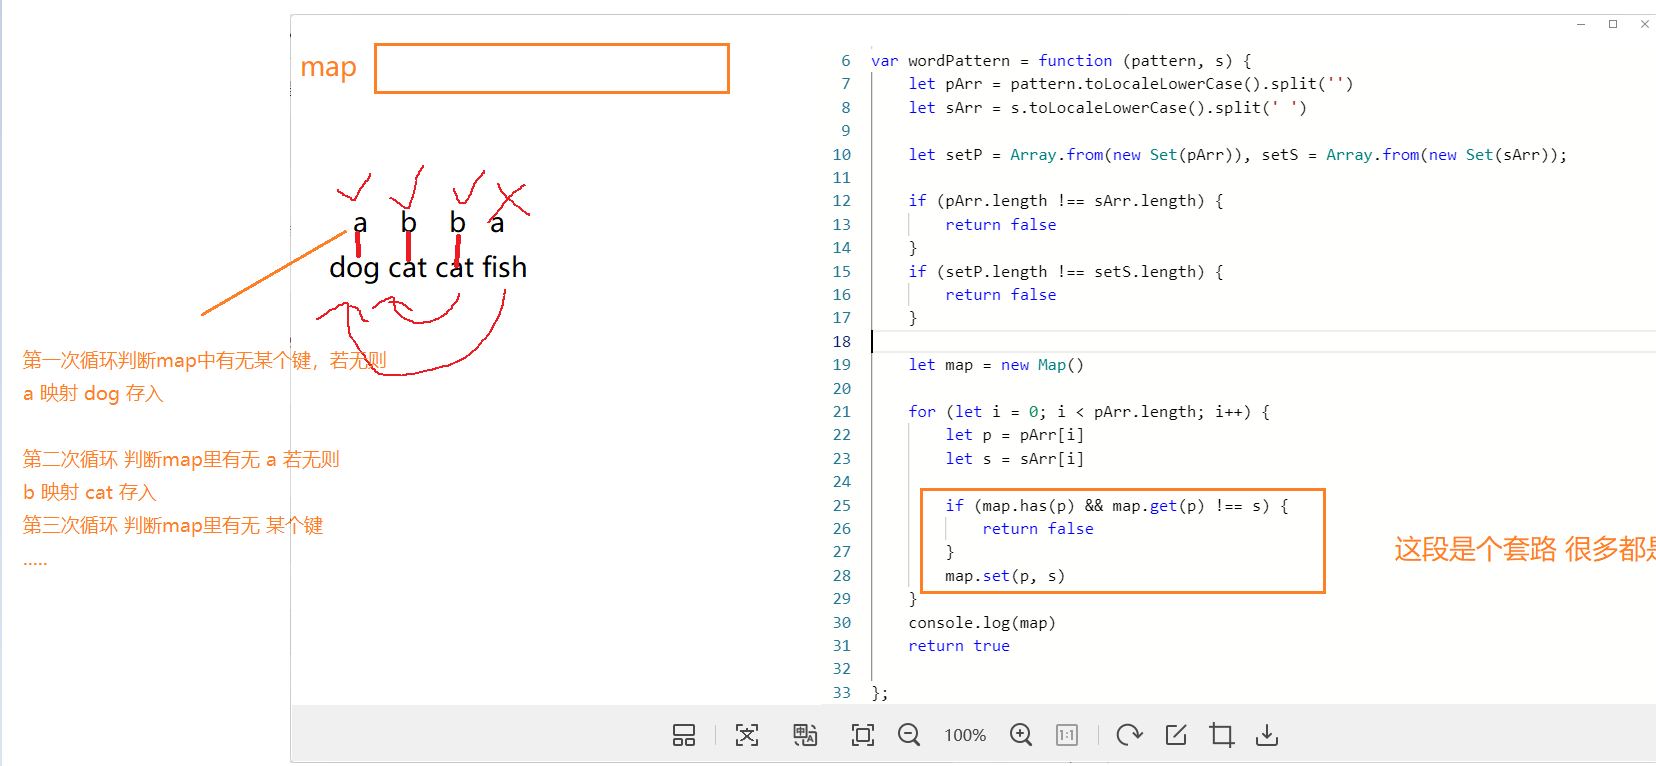 map
a b b a
dog cat cat fish
第一次循环判断map中有无某个键，若无则
a 映射 dog 存入
第二次循环 判断map里有无 a 若无则
b 映射 cat 存入
第三次循环 判断map里有无 某个键
.....
6 var wordPattern = function (pattern, s) {
7 let pArr = pattern.toLocaleLowerCase().split('')
8 let sArr = s.toLocaleLowerCase().split(' ')
9
10 let setP = Array.from(new Set(pArr)), setS = Array.from(new Set(sArr));
11
12 if (pArr.length !== sArr.length) {
13 return false
14 }
15 if (setP.length !== setS.length) {
16 return false
17 }
18
19 let map = new Map()
20
21 for (let i = 0; i < pArr.length; i++) {
22 let p = pArr[i]
23 let s = sArr[i]
24
25 if (map.has(p) && map.get(p) !== s) {
26 return false
27 }
28 map.set(p, s)
29 }
30 console.log(map)
31 return true
32
33 };
这段是个套路 很多都是
100%
1:1